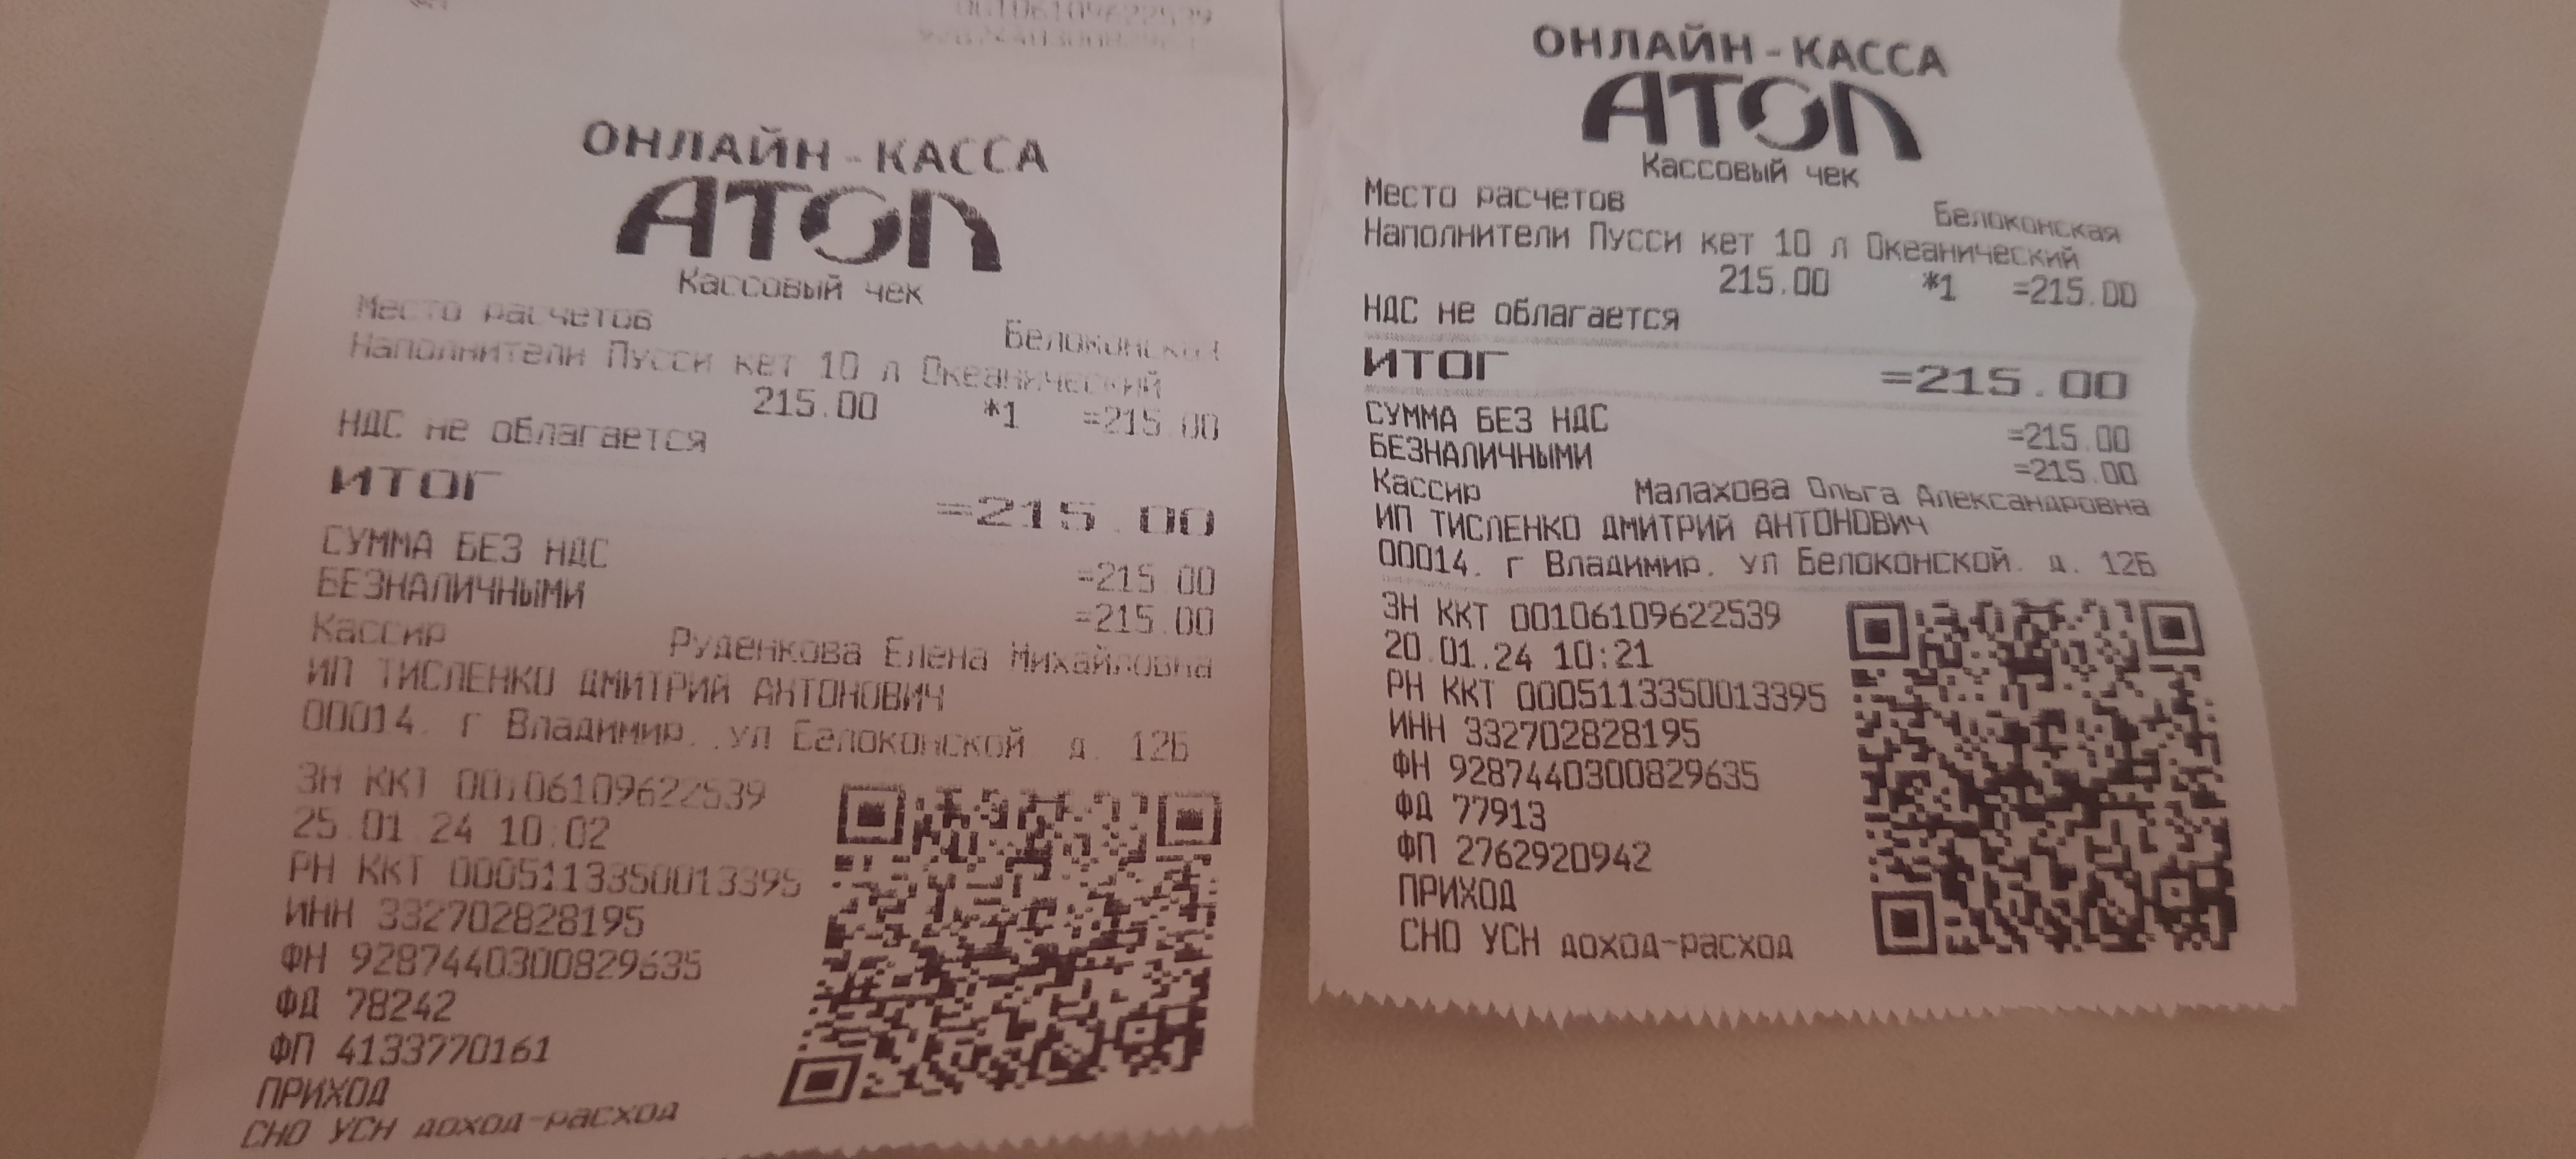 00106109622539
ОНЛАЙН-КАССА
АТОЛ
Кассовый чек
Место расчетов
Белоконская
Наполнители Пусси кет 10 л Океанический
215.00 *1 =215.00
НДС не облагается
ИТОГ
=215.00
СУММА БЕЗ НДС
=215.00
БЕЗНАЛИЧНЫМИ
=215.00
Кассир Руденкова Елена Михайловна
ИП ТИСЛЕНКО ДМИТРИЙ АНТОНОВИЧ
00014. г Владимир, .ул Белоконской д. 12Б
ЗН ККТ 00106109622539
25.01.24 10:02
РН ККТ 0005113350013395
ИНН 332702828195
ФН 9287440300829635
ФД 78242
ФП 4133770161
ПРИХОД
СНО УСН доход-расход
ОНЛАЙН-КАССА
АТОЛ
Кассовый чек
Место расчетов
Белоконская
Наполнители Пусси кет 10 л Океанический
215.00 *1 =215.00
НДС не облагается
ИТОГ
=215.00
СУММА БЕЗ НДС
=215.00
БЕЗНАЛИЧНЫМИ
=215.00
Кассир Малахова Ольга Александровна
ИП ТИСЛЕНКО ДМИТРИЙ АНТОНОВИЧ
00014. г Владимир. ул Белоконской. д. 12Б
ЗН ККТ 00106109622539
20.01.24 10:21
РН ККТ 0005113350013395
ИНН 332702828195
ФН 9287440300829635
ФД 77913
ФП 2762920942
ПРИХОД
СНО УСН доход-расход